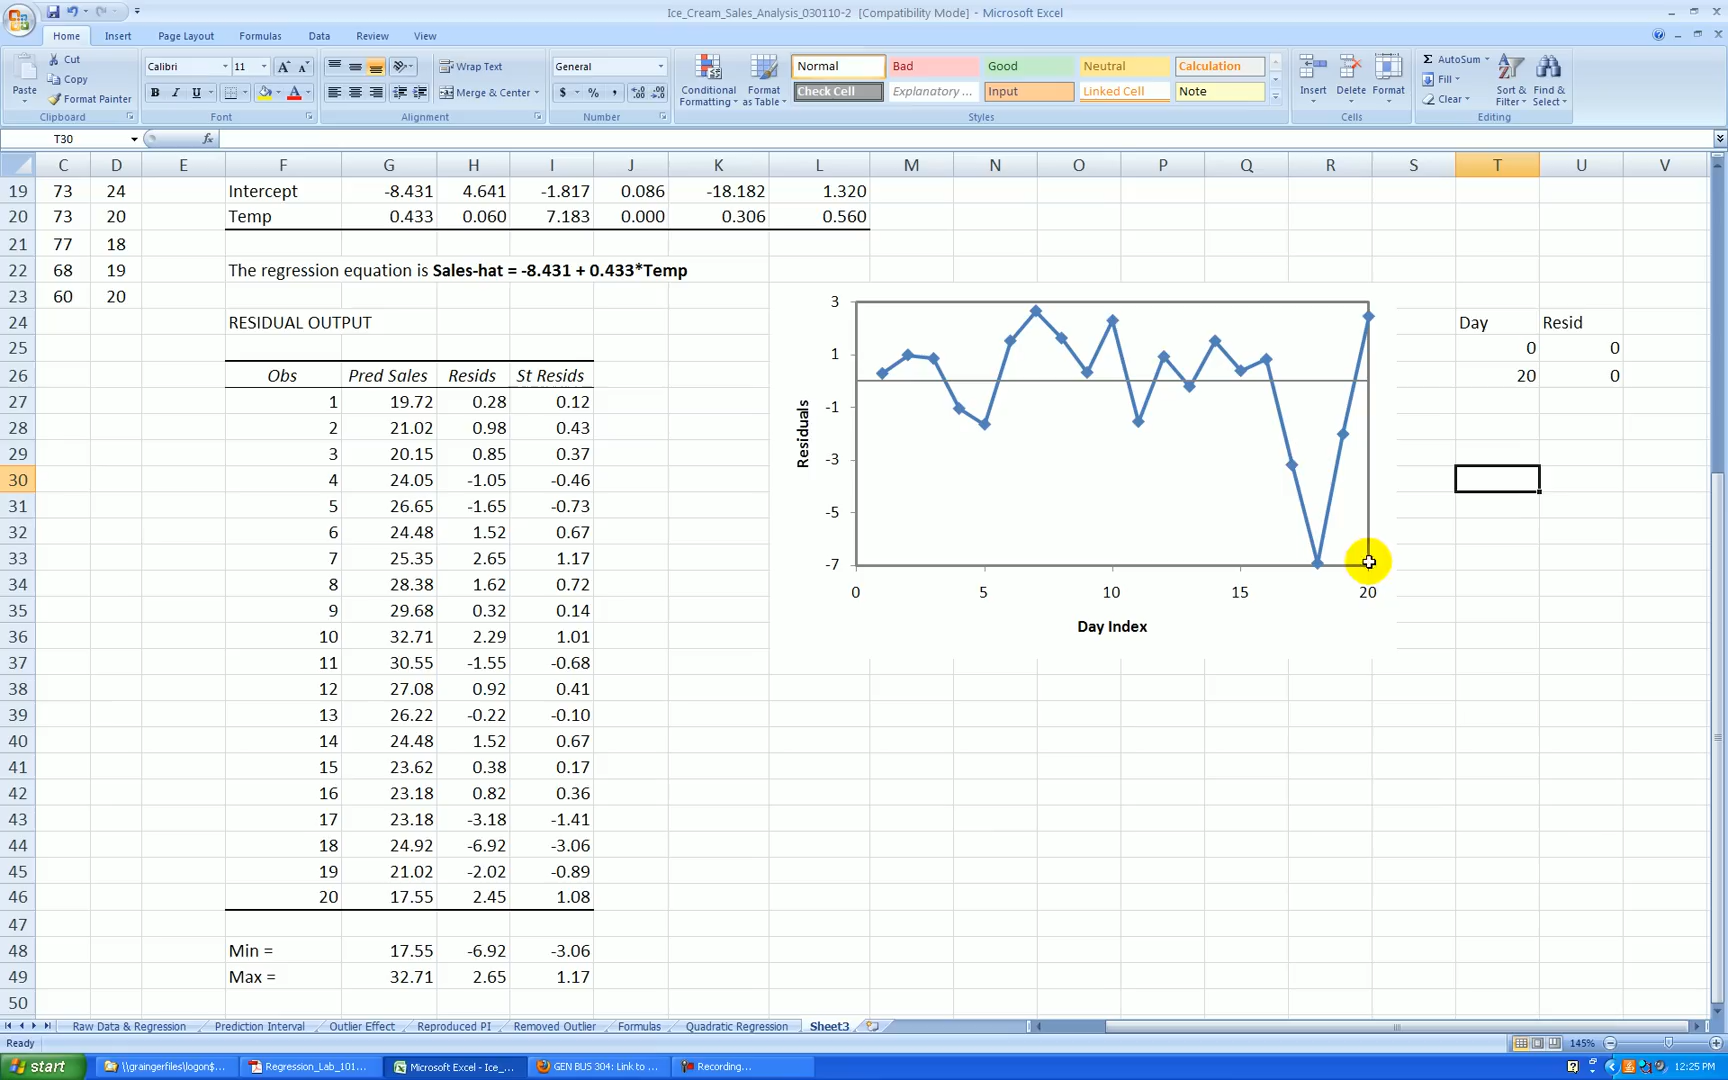 Ice_Cream_Sales_Analysis_030110-2 [Compatibility Mode] - Microsoft Excel
Home Insert Page Layout Formulas Data Review View
Cut
Copy
Format Painter
Paste
Clipboard
Calibri 11
B I U
Font
Wrap Text
Merge & Center
Alignment
General
$ % ,
Number
Conditional Formatting
Format as Table
Normal Bad Good Neutral Calculation
Check Cell Explanatory ... Input Linked Cell Note
Styles
Insert Delete Format
Cells
Σ AutoSum
Fill
Clear
Sort & Filter
Find & Select
Editing
T30 fx
C D E F G H I J K L M N O P Q R S T U V
19 73 24 Intercept -8.431 4.641 -1.817 0.086 -18.182 1.320
20 73 20 Temp 0.433 0.060 7.183 0.000 0.306 0.560
21 77 18
22 68 19 The regression equation is Sales-hat = -8.431 + 0.433*Temp
23 60 20
24 RESIDUAL OUTPUT Day Resid
25 0 0
26 Obs Pred Sales Resids St Resids 20 0
27 1 19.72 0.28 0.12
28 2 21.02 0.98 0.43
29 3 20.15 0.85 0.37
30 4 24.05 -1.05 -0.46
31 5 26.65 -1.65 -0.73
32 6 24.48 1.52 0.67
33 7 25.35 2.65 1.17
34 8 28.38 1.62 0.72
35 9 29.68 0.32 0.14
36 10 32.71 2.29 1.01
37 11 30.55 -1.55 -0.68
38 12 27.08 0.92 0.41
39 13 26.22 -0.22 -0.10
40 14 24.48 1.52 0.67
41 15 23.62 0.38 0.17
42 16 23.18 0.82 0.36
43 17 23.18 -3.18 -1.41
44 18 24.92 -6.92 -3.06
45 19 21.02 -2.02 -0.89
46 20 17.55 2.45 1.08
47
48 Min = 17.55 -6.92 -3.06
49 Max = 32.71 2.65 1.17
50
3
1
-1
-3
-5
-7
Residuals
0 5 10 15 20
Day Index
Raw Data & Regression Prediction Interval Outlier Effect Reproduced PI Removed Outlier Formulas Quadratic Regression Sheet3
Ready 145%
start \\graingerfiles\logon$... Regression_Lab_101... Microsoft Excel - Ice_... GEN BUS 304: Link to ... Recording... 12:25 PM